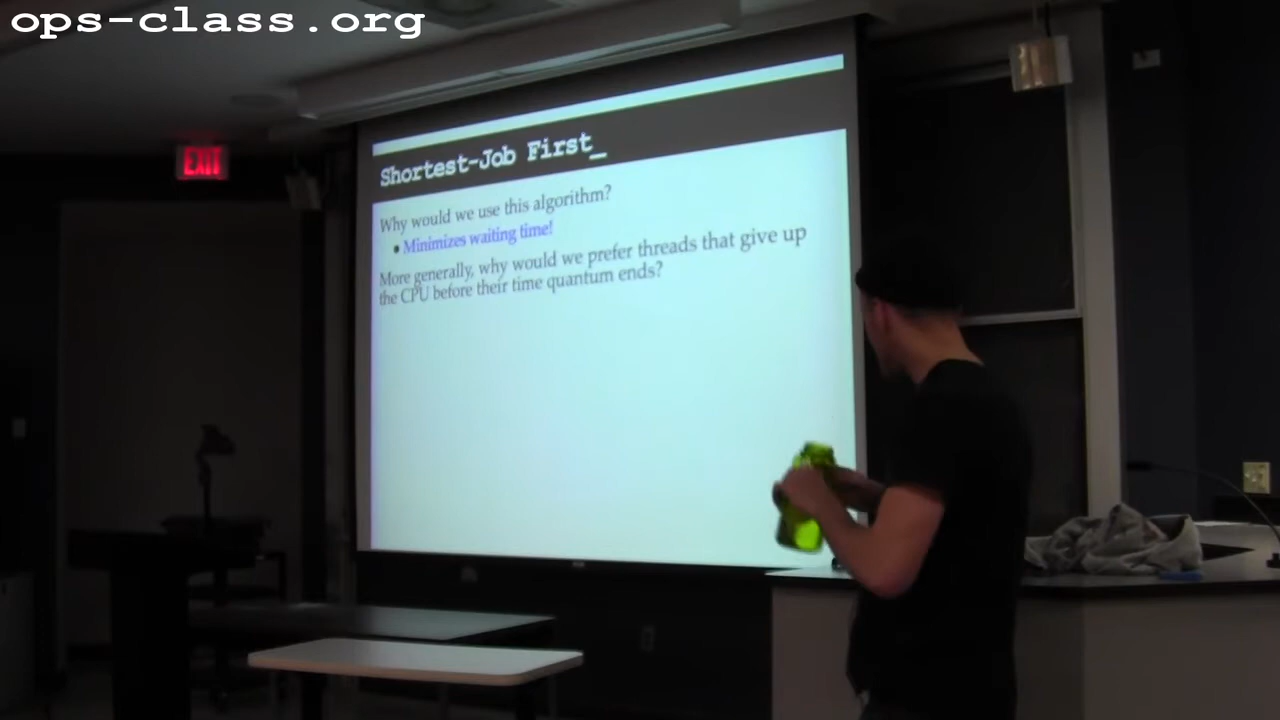 ops-class.org
EXIT
Shortest-Job First_
Why would we use this algorithm?
• Minimizes waiting time!
More generally, why would we prefer threads that give up
the CPU before their time quantum ends?